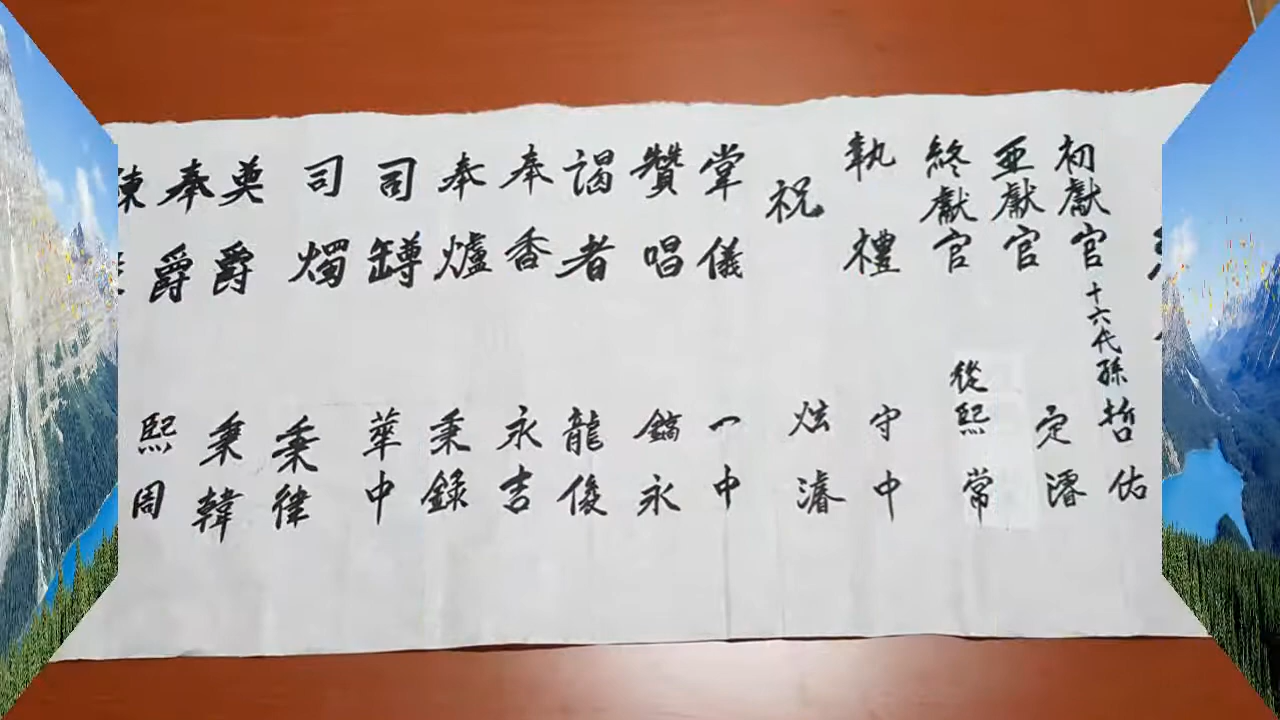 初獻官 十六代孫 哲佑
亞獻官 定濬
終獻官 從熙常
執禮 守中
祝 炫濬
掌儀 一中
贊唱 鎬永
謁者 龍俊
奉香 永吉
奉爐 秉錄
司罇 華中
司燭 秉律
奠爵 秉韓
奉爵 熙周
陳